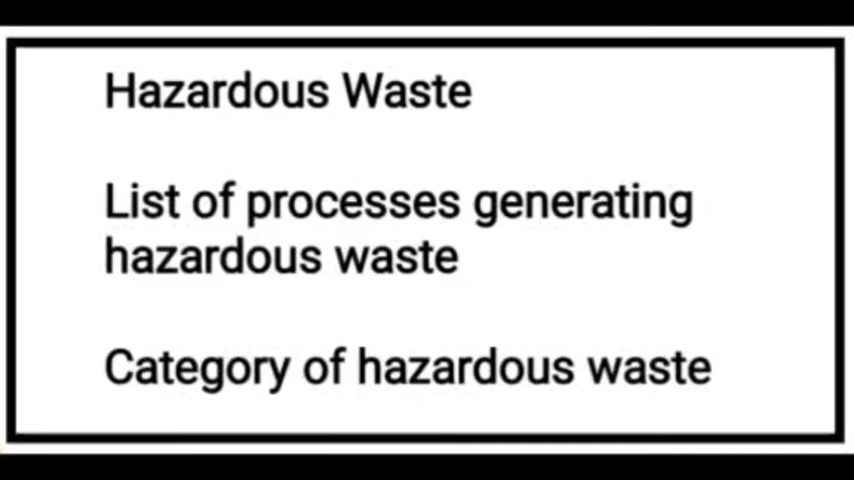 Hazardous Waste
List of processes generating
hazardous waste
Category of hazardous waste